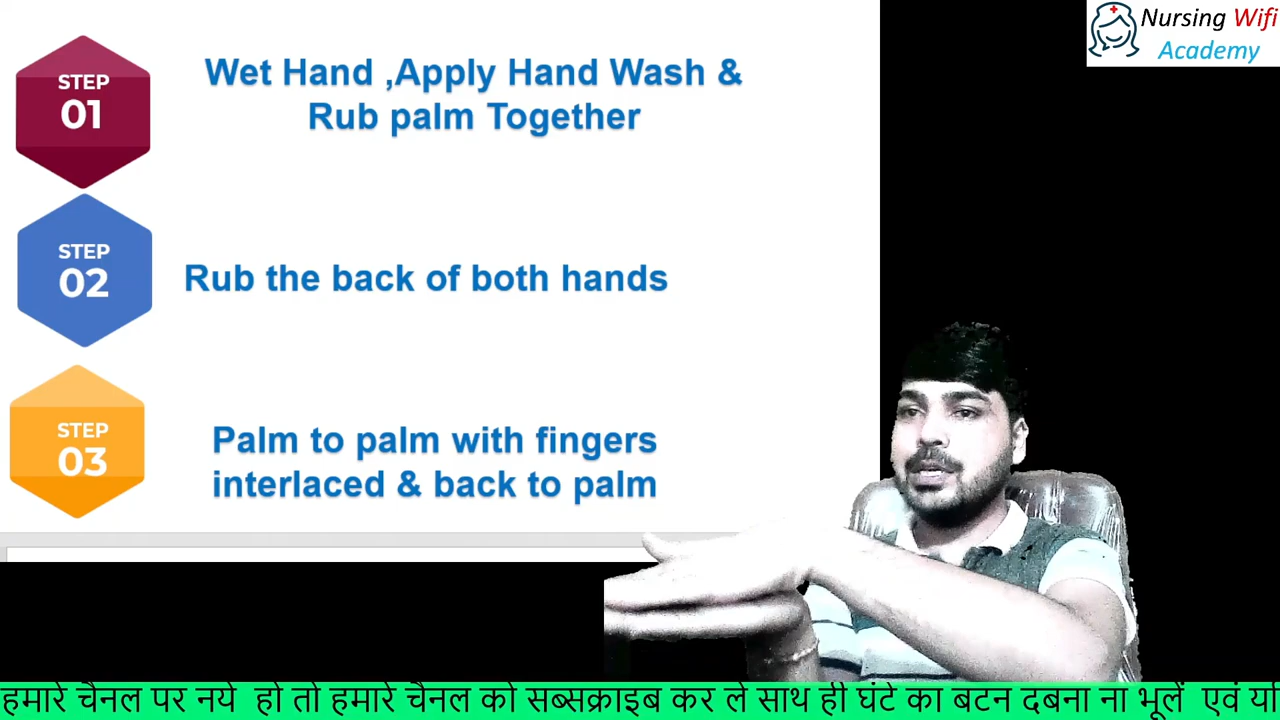 Nursing Wifi
Academy
STEP
01
Wet Hand ,Apply Hand Wash &
Rub palm Together
STEP
02
Rub the back of both hands
STEP
03
Palm to palm with fingers
interlaced & back to palm
हमारे चैनल पर नये हो तो हमारे चैनल को सब्सक्राइब कर ले साथ ही घंटे का बटन दबना ना भूलें एवं